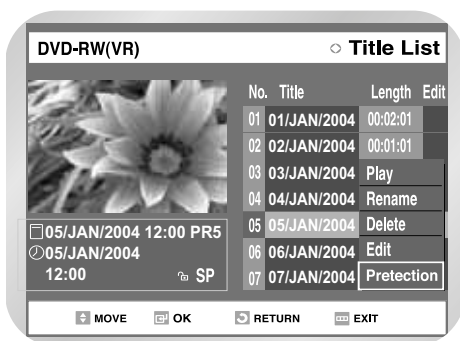 DVD-RW(VR) Title List
No. Title Length Edit
01 01/JAN/2004 00:02:01
02 02/JAN/2004 00:01:01
03 03/JAN/2004 Play
04 04/JAN/2004 Rename
05 05/JAN/2004 Delete
06 06/JAN/2004 Edit
07 07/JAN/2004 Pretection
05/JAN/2004 12:00 PR5
05/JAN/2004
12:00 SP
MOVE OK RETURN EXIT